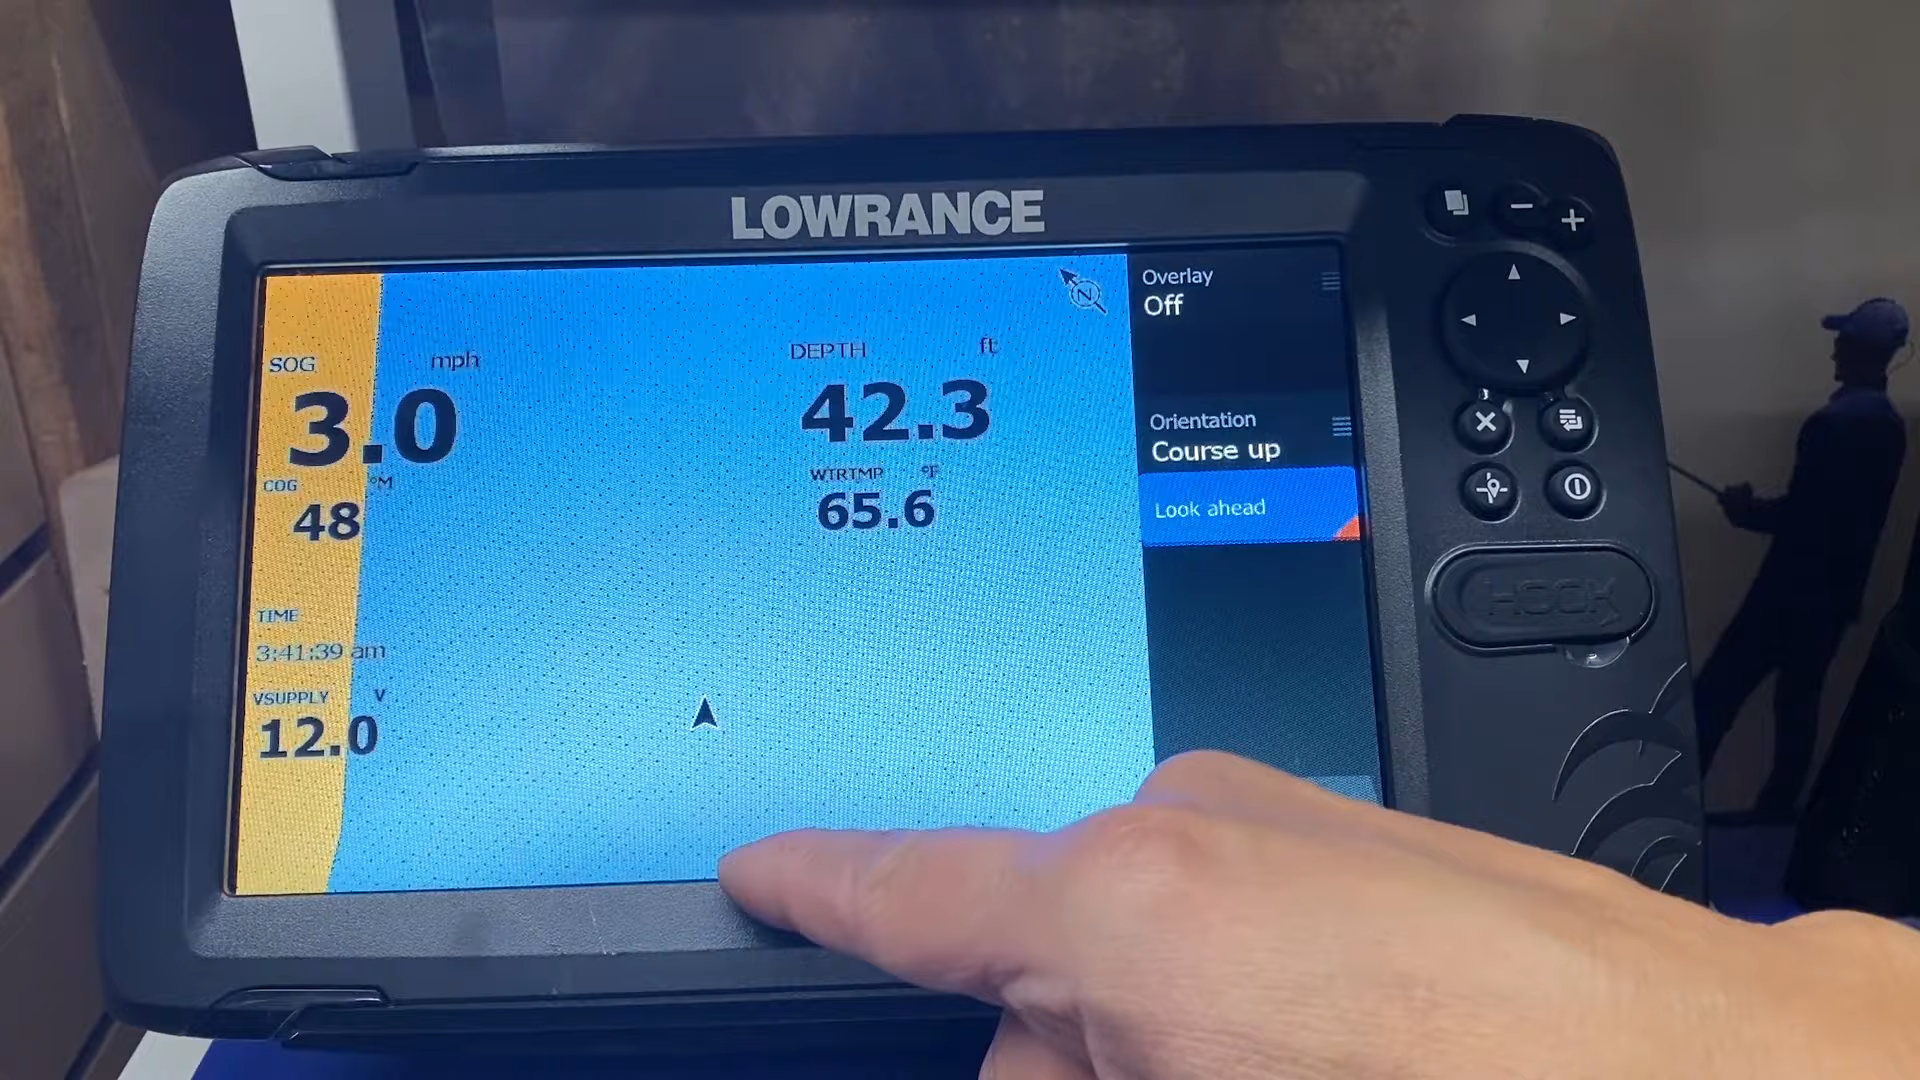 LOWRANCE
N
SOG mph
3.0
COG °M
48
TIME
3:41:39 am
VSUPPLY V
12.0
DEPTH ft
42.3
WTRTMP °F
65.6
Overlay
Off
Orientation
Course up
Look ahead
HOOK